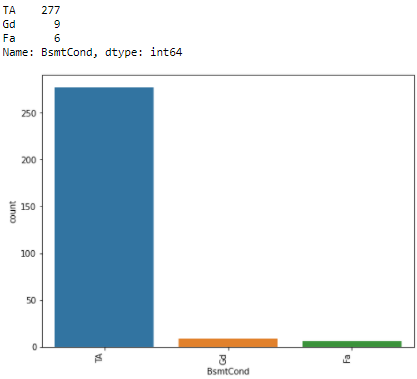 TA    277
Gd      9
Fa      6
Name: BsmtCond, dtype: int64
250
200
150
100
50
0
count
TA
Gd
Fa
BsmtCond